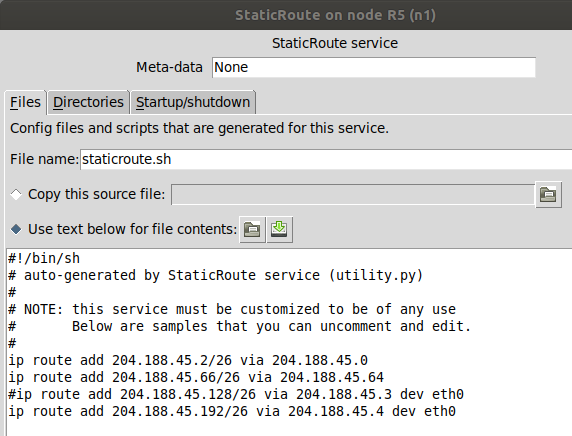 StaticRoute on node R5 (n1)
StaticRoute service
Meta-data None
Files Directories Startup/shutdown
Config files and scripts that are generated for this service.
File name: staticroute.sh
Copy this source file:
Use text below for file contents:
#!/bin/sh
# auto-generated by StaticRoute service (utility.py)
#
# NOTE: this service must be customized to be of any use
#       Below are samples that you can uncomment and edit.
#
ip route add 204.188.45.2/26 via 204.188.45.0
ip route add 204.188.45.66/26 via 204.188.45.64
#ip route add 204.188.45.128/26 via 204.188.45.3 dev eth0
ip route add 204.188.45.192/26 via 204.188.45.4 dev eth0